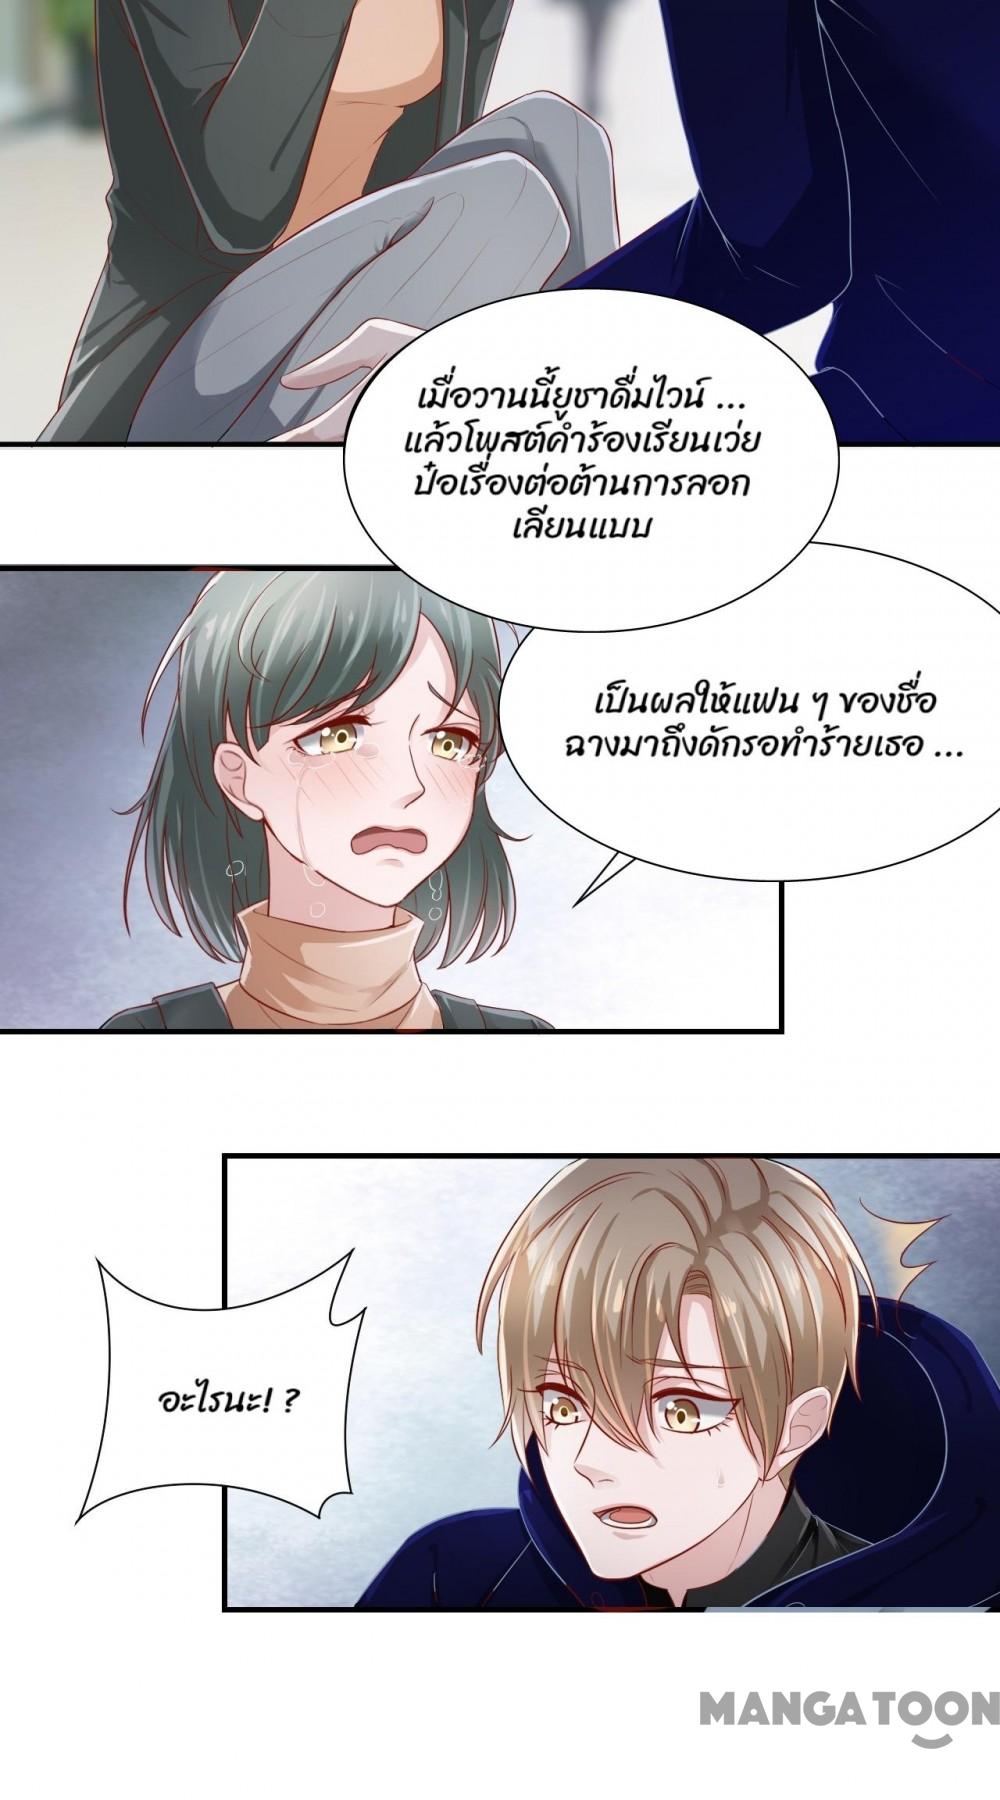 เมื่อวานนี้ยูชาดื่มไวน์ ...
แล้วโพสต์คำร้องเรียนเว่ย
ป๋อเรื่องต่อต้านการลอก
เลียนแบบ
เป็นผลให้แฟน ๆ ของซื่อ
ฉางมาถึงดักรอทำร้ายเธอ ...
อะไรนะ! ?
MANGATOON